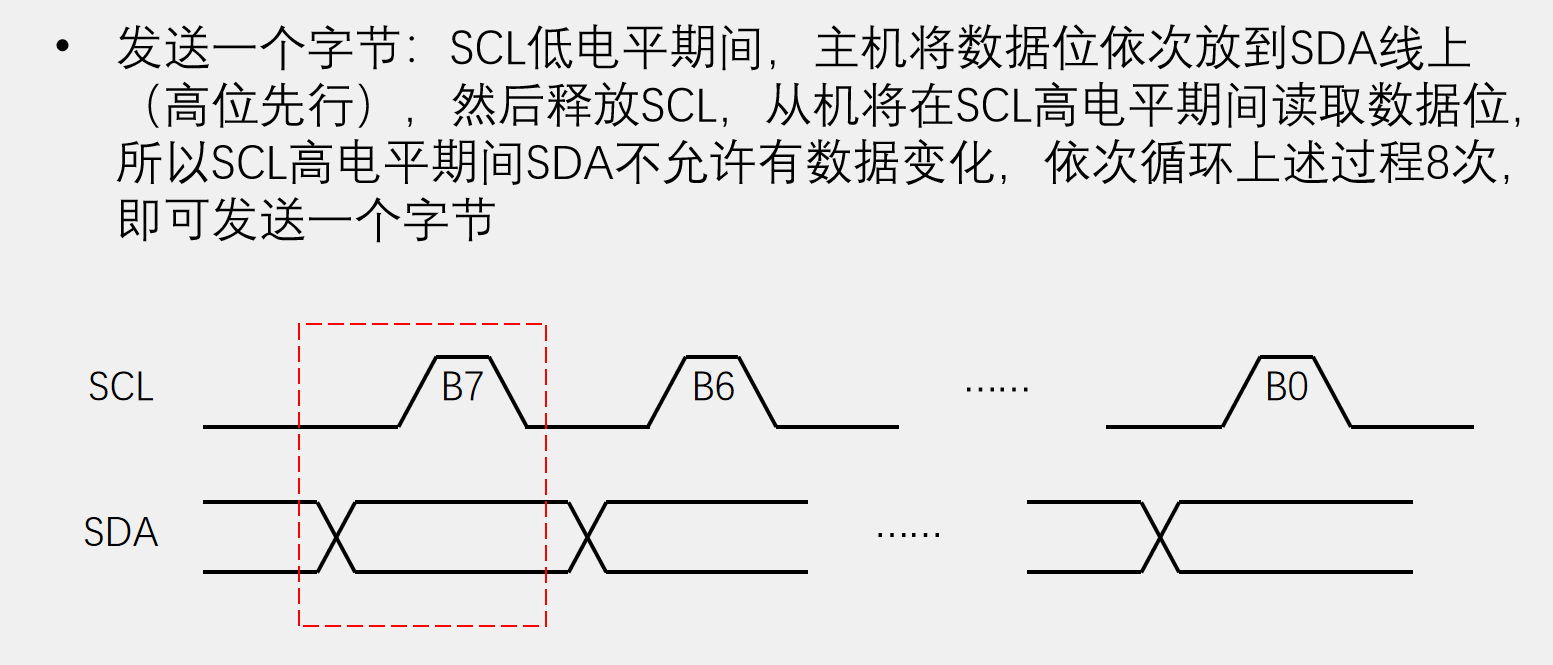 • 发送一个字节：SCL低电平期间，主机将数据位依次放到SDA线上
（高位先行），然后释放SCL，从机将在SCL高电平期间读取数据位，
所以SCL高电平期间SDA不允许有数据变化，依次循环上述过程8次，
即可发送一个字节
SCL B7 B6 …… B0
SDA ……